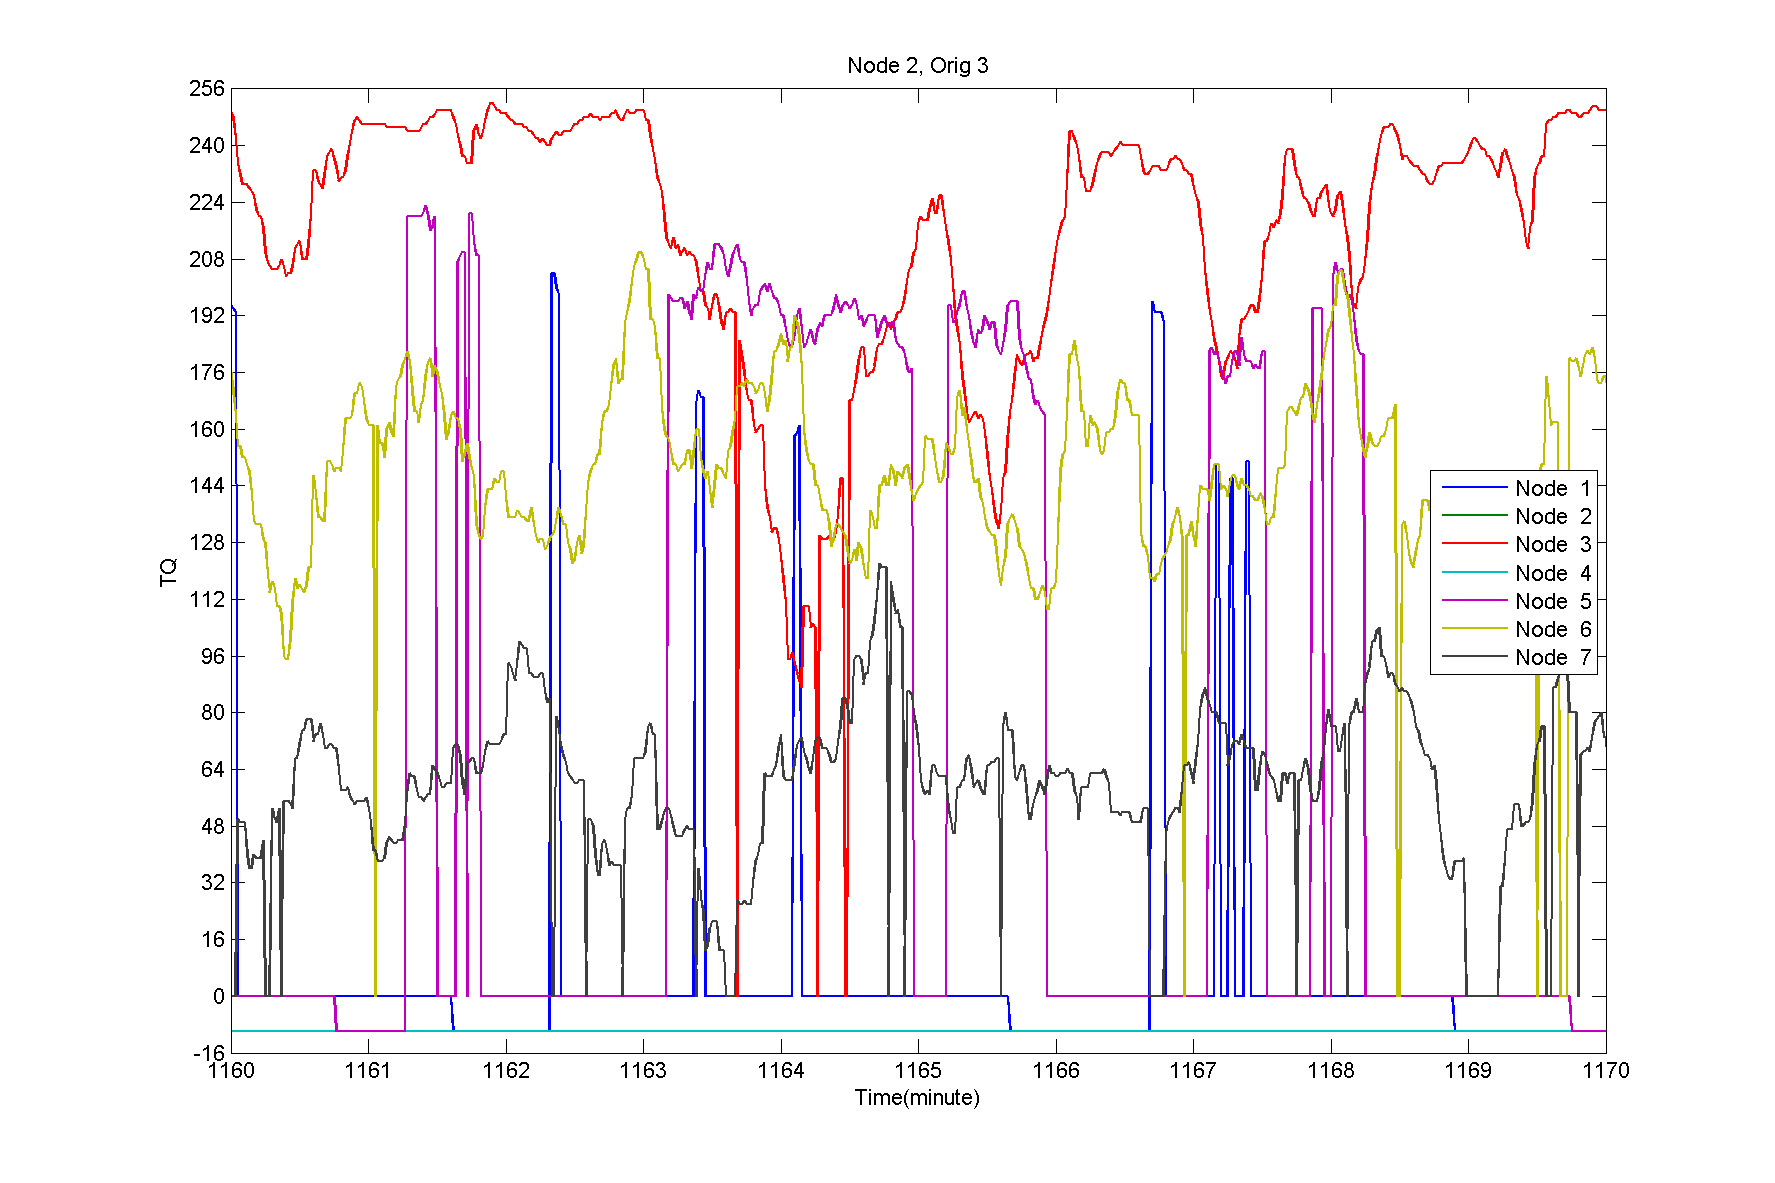 Node 2, Orig 3
256
240
224
208
192
176
160
144
128
112
96
80
64
48
32
16
0
-16
TQ
Node 1
Node 2
Node 3
Node 4
Node 5
Node 6
Node 7
1160 1161 1162 1163 1164 1165 1166 1167 1168 1169 1170
Time(minute)